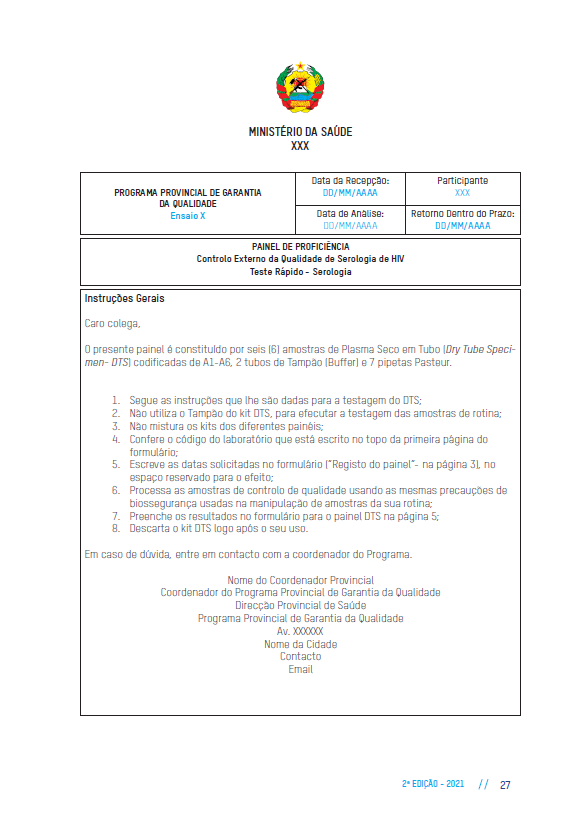 MINISTÉRIO DA SAÚDE
XXX
PROGRAMA PROVINCIAL DE GARANTIA
DA QUALIDADE
Ensaio X
Data da Recepção:
DD/MM/AAAA
Participante
XXX
Data de Análise:
DD/MM/AAAA
Retorno Dentro do Prazo:
DD/MM/AAAA
PAINEL DE PROFICIÊNCIA
Controlo Externo da Qualidade de Serologia de HIV
Teste Rápido - Serologia
Instruções Gerais
Caro colega,
O presente painel é constituído por seis (6) amostras de Plasma Seco em Tubo (Dry Tube Speci-
men- DTS) codificadas de A1-A6, 2 tubos de Tampão (Buffer) e 7 pipetas Pasteur.
1. Segue as instruções que lhe são dadas para a testagem do DTS;
2. Não utiliza o Tampão do kit DTS, para efecutar a testagem das amostras de rotina;
3. Não mistura os kits dos diferentes painéis;
4. Confere o código do laboratório que está escrito no topo da primeira página do
formulário;
5. Escreve as datas solicitadas no formulário ("Registo do painel"- na página 3), no
espaço reservado para o efeito;
6. Processa as amostras de controlo de qualidade usando as mesmas precauções de
biossegurança usadas na manipulação de amostras da sua rotina;
7. Preenche os resultados no formulário para o painel DTS na página 5;
8. Descarta o kit DTS logo após o seu uso.
Em caso de dúvida, entre em contacto com a coordenador do Programa.
Nome do Coordenador Provincial
Coordenador do Programa Provincial de Garantia da Qualidade
Direcção Provincial de Saúde
Programa Provincial de Garantia da Qualidade
Av. XXXXXX
Nome da Cidade
Contacto
Email
2ª EDIÇÃO - 2021 // 27